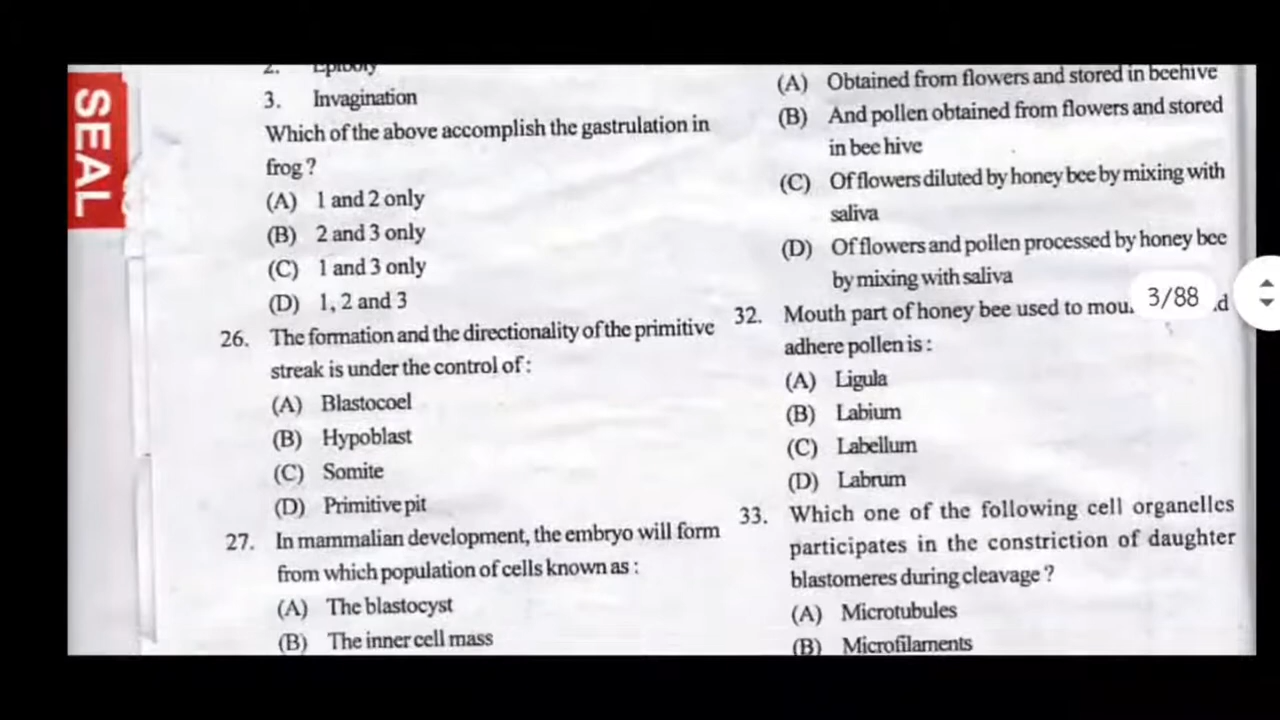 SEAL
2. Epiboly
3. Invagination
Which of the above accomplish the gastrulation in
frog ?
(A) 1 and 2 only
(B) 2 and 3 only
(C) 1 and 3 only
(D) 1, 2 and 3
26. The formation and the directionality of the primitive
streak is under the control of :
(A) Blastocoel
(B) Hypoblast
(C) Somite
(D) Primitive pit
27. In mammalian development, the embryo will form
from which population of cells known as :
(A) The blastocyst
(B) The inner cell mass
(A) Obtained from flowers and stored in beehive
(B) And pollen obtained from flowers and stored
in bee hive
(C) Of flowers diluted by honey bee by mixing with
saliva
(D) Of flowers and pollen processed by honey bee
by mixing with saliva
3/88
32. Mouth part of honey bee used to
adhere pollen is :
(A) Ligula
(B) Labium
(C) Labellum
(D) Labrum
33. Which one of the following cell organelles
participates in the constriction of daughter
blastomeres during cleavage ?
(A) Microtubules
(B) Microfilaments